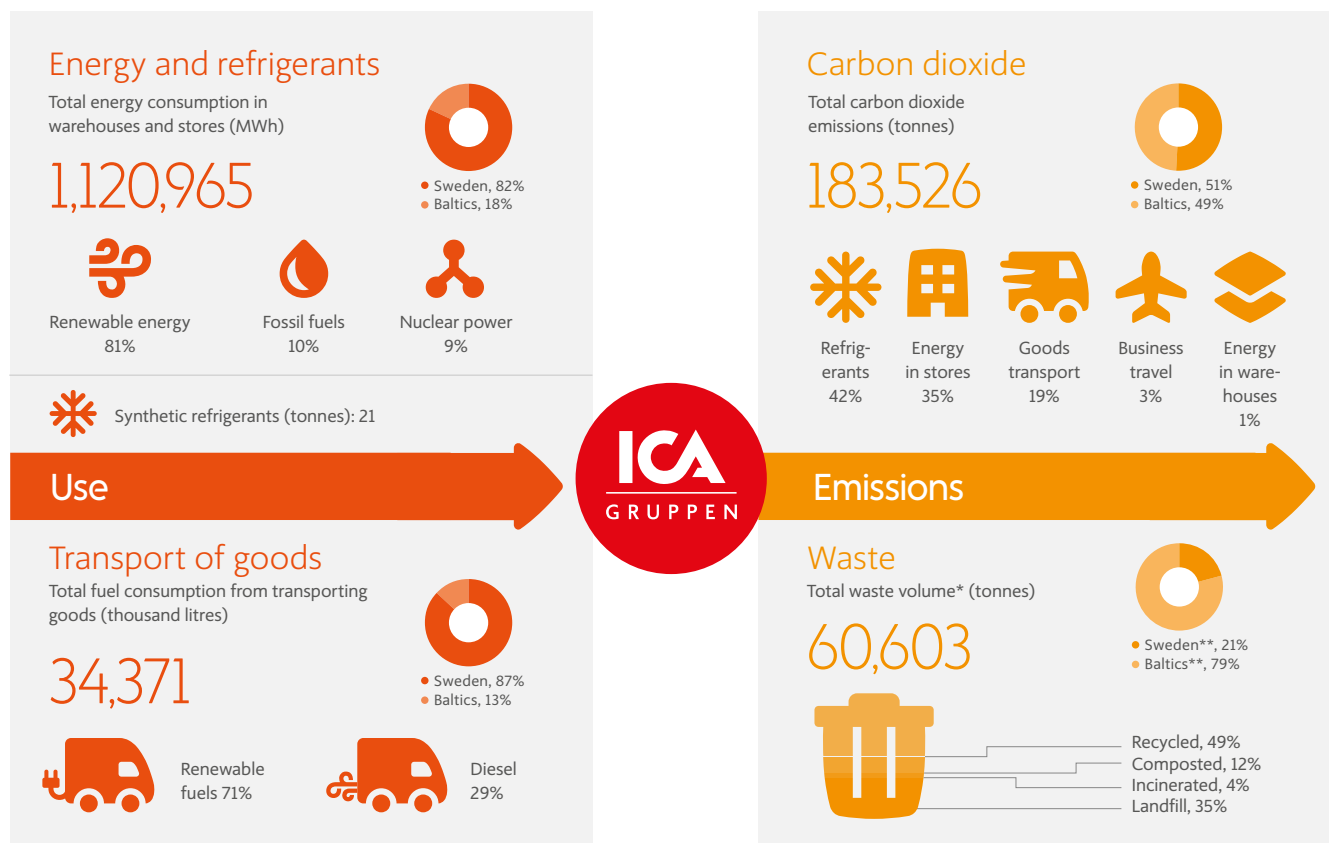 Energy and refrigerants
Total energy consumption in
warehouses and stores (MWh)
1,120,965
Sweden, 82%
Baltics, 18%
Renewable energy
81%
Fossil fuels
10%
Nuclear power
9%
Synthetic refrigerants (tonnes): 21
Use
Transport of goods
Total fuel consumption from transporting
goods (thousand litres)
34,371
Sweden, 87%
Baltics, 13%
Renewable
fuels 71%
Diesel
29%
ICA
GRUPPEN
Carbon dioxide
Total carbon dioxide
emissions (tonnes)
183,526
Sweden, 51%
Baltics, 49%
Refrig-
erants
42%
Energy
in stores
35%
Goods
transport
19%
Business
travel
3%
Energy
in ware-
houses
1%
Emissions
Waste
Total waste volume* (tonnes)
60,603
Sweden**, 21%
Baltics**, 79%
Recycled, 49%
Composted, 12%
Incinerated, 4%
Landfill, 35%